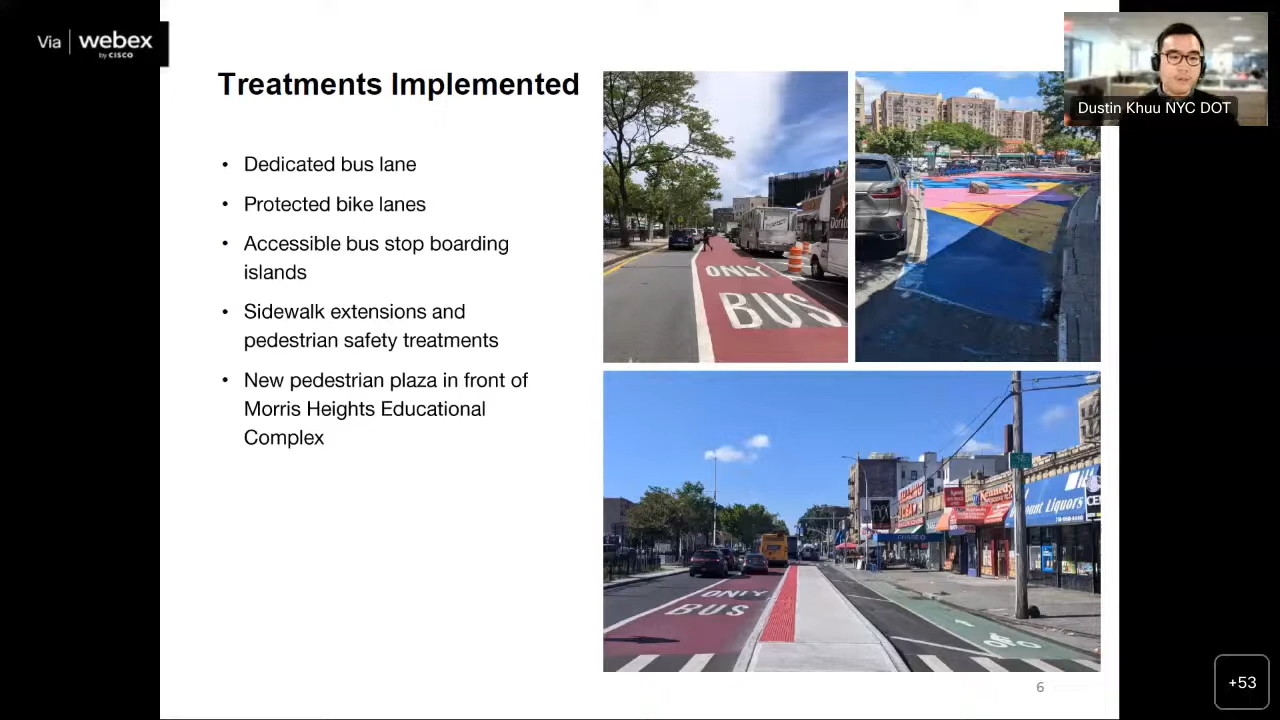 Via webex
by CISCO
Treatments Implemented
Dustin Khuu NYC DOT
• Dedicated bus lane
• Protected bike lanes
• Accessible bus stop boarding
islands
• Sidewalk extensions and
pedestrian safety treatments
• New pedestrian plaza in front of
Morris Heights Educational
Complex
ONLY
BUS
ONLY
BUS
Kennedy
Liquors
CHASE
6
+53